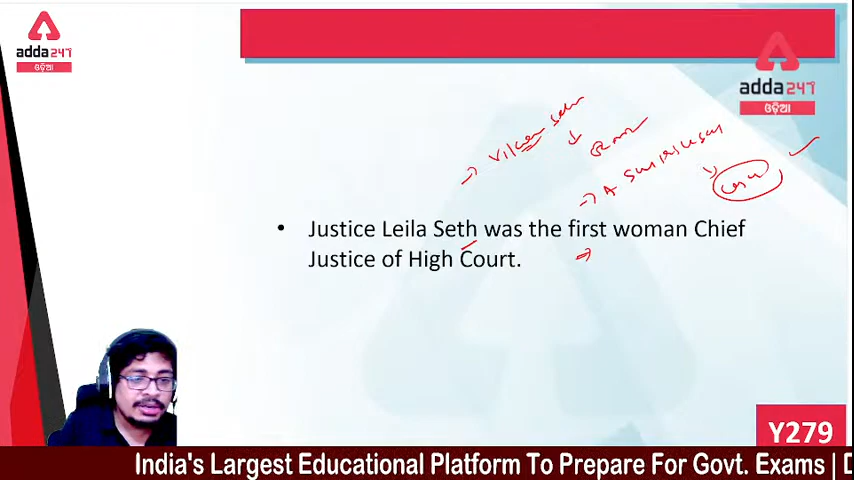 adda247
ଓଡ଼ିଆ
adda247
ଓଡ଼ିଆ
Seth
• Justice Leila Seth was the first woman Chief
Justice of High Court.
Y279
India's Largest Educational Platform To Prepare For Govt. Exams | D